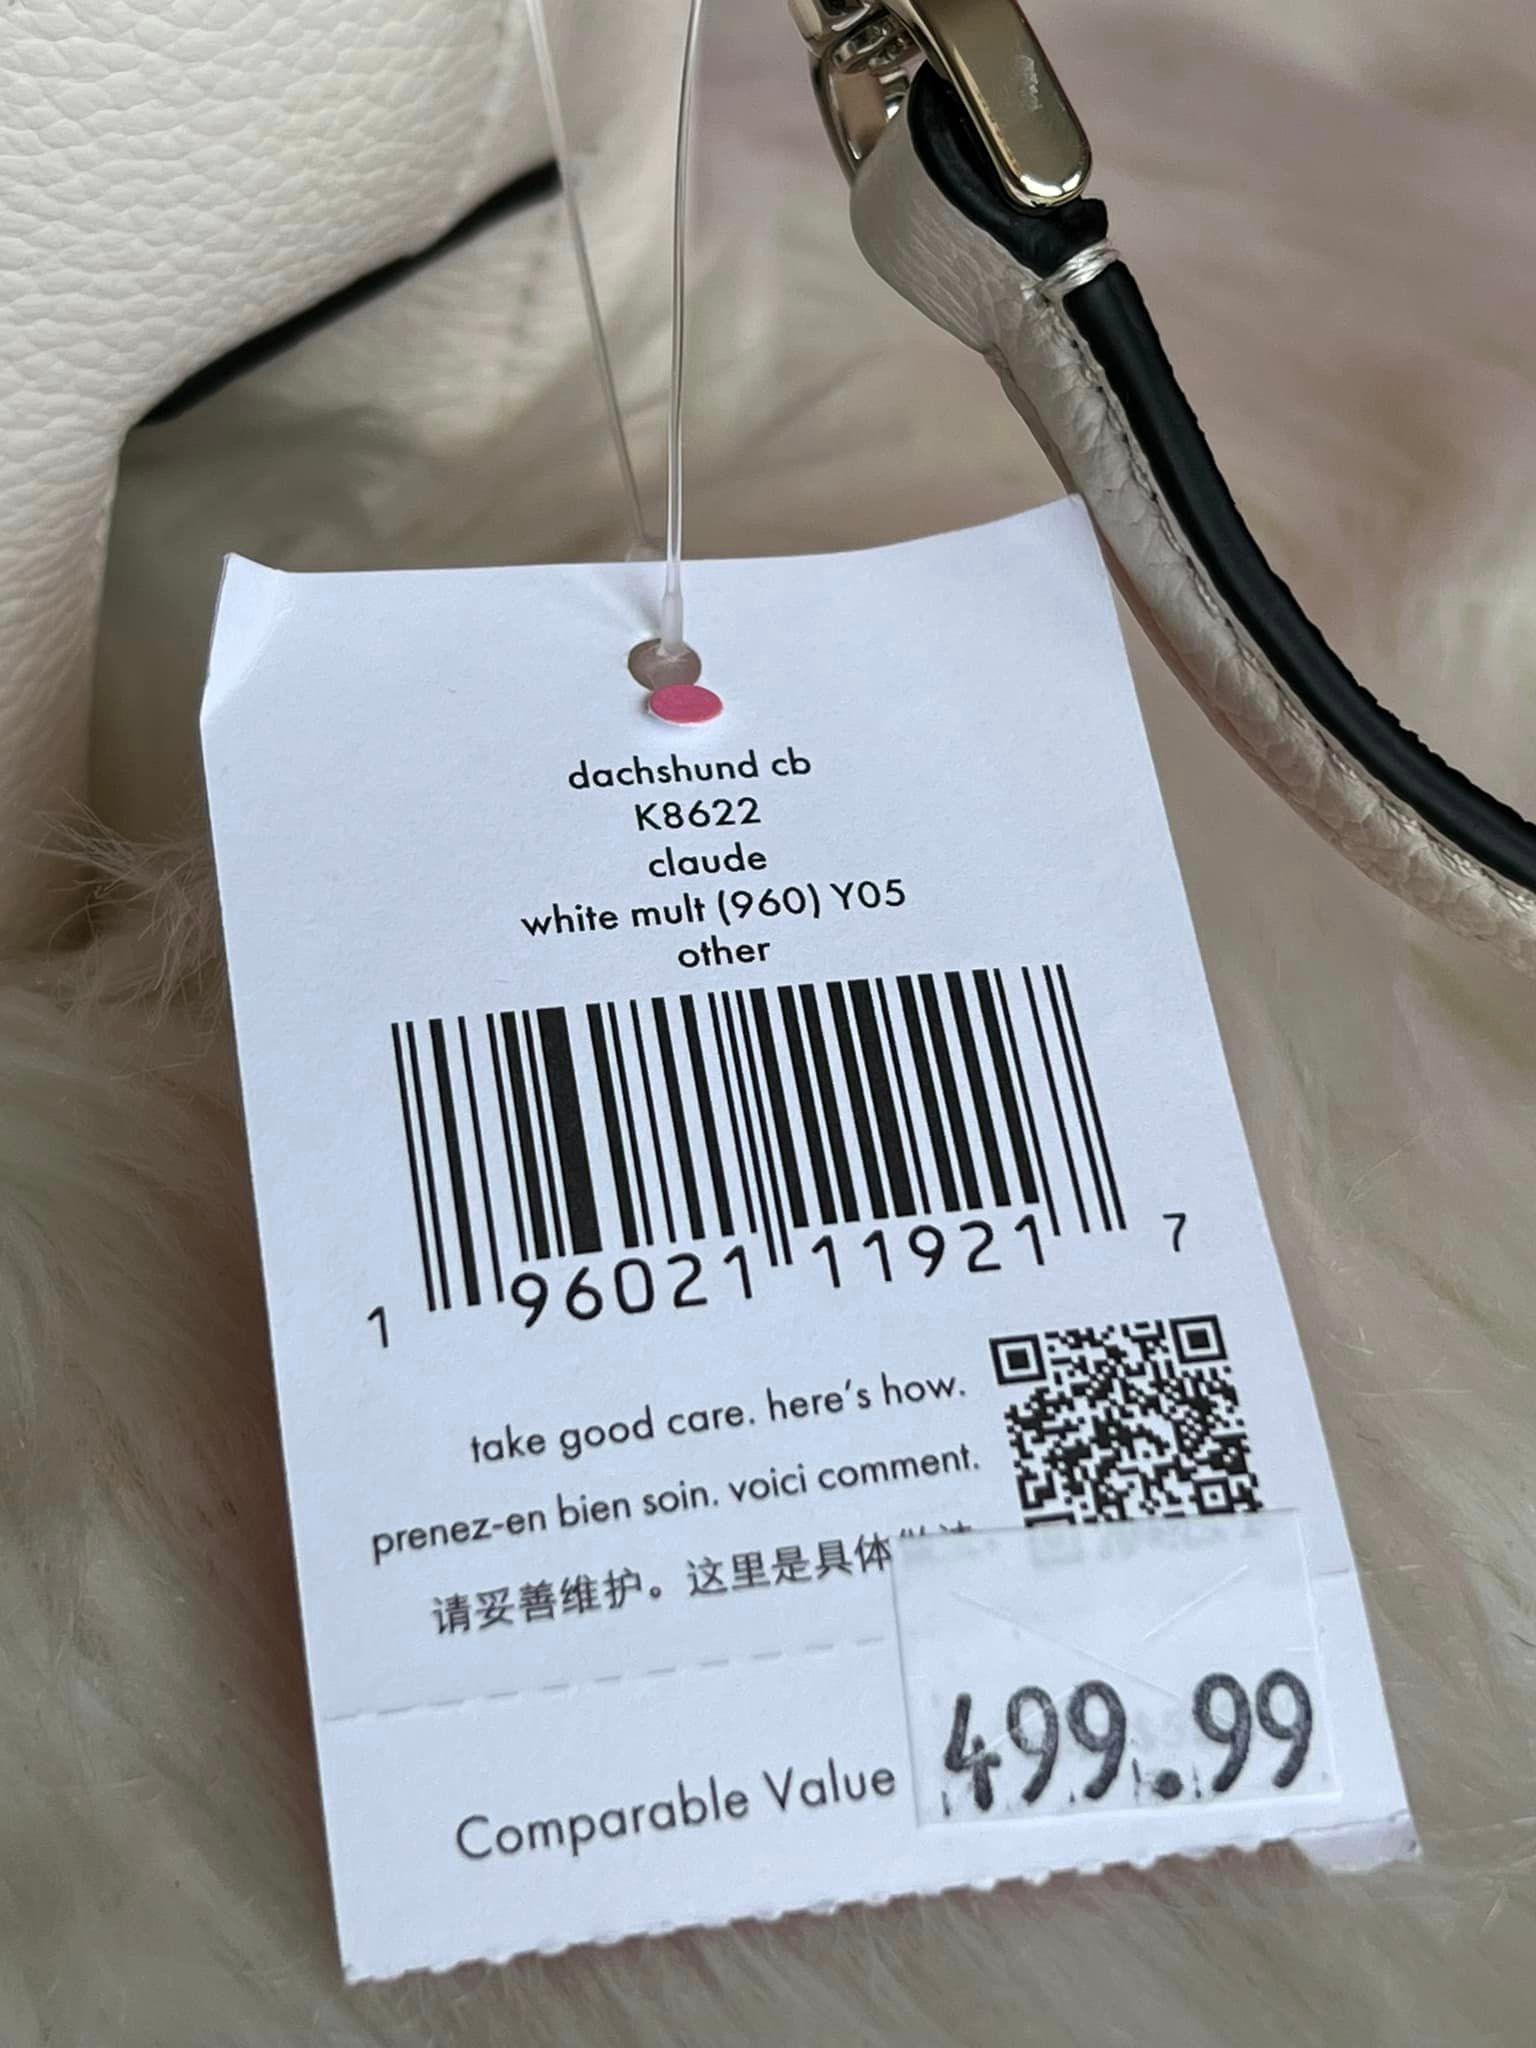 dachshund cb
K8622
claude
white mult (960) Y05
other
1 96021 11921 7
take good care. here's how.
prenez-en bien soin. voici comment.
请妥善维护。这里是具体做法
Comparable Value 499.99